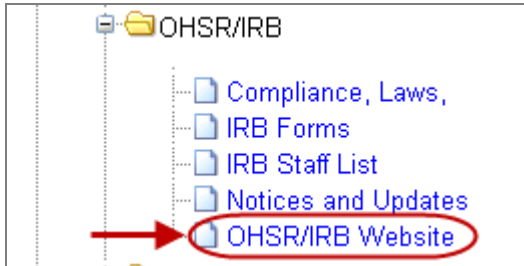 OHSR/IRB
Compliance, Laws,
IRB Forms
IRB Staff List
Notices and Updates
OHSR/IRB Website